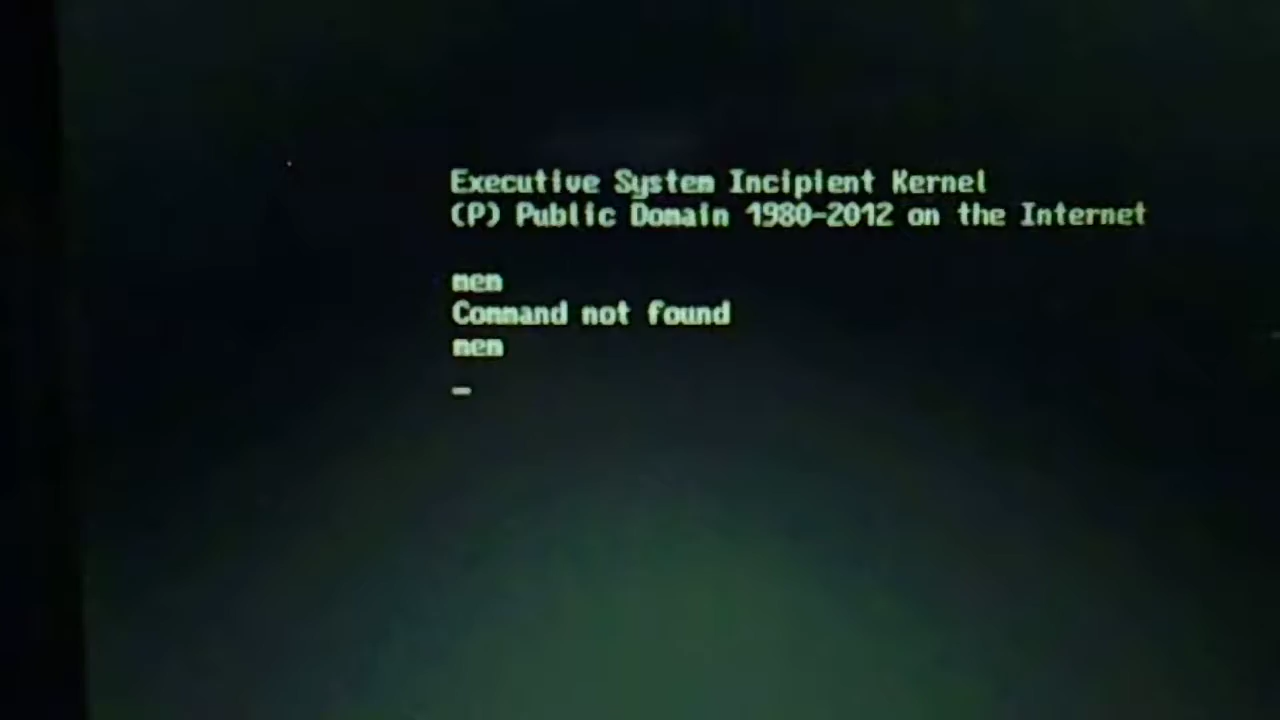 Executive System Incipient Kernel
(P) Public Domain 1980-2012 on the Internet
mem
Command not found
mem
_